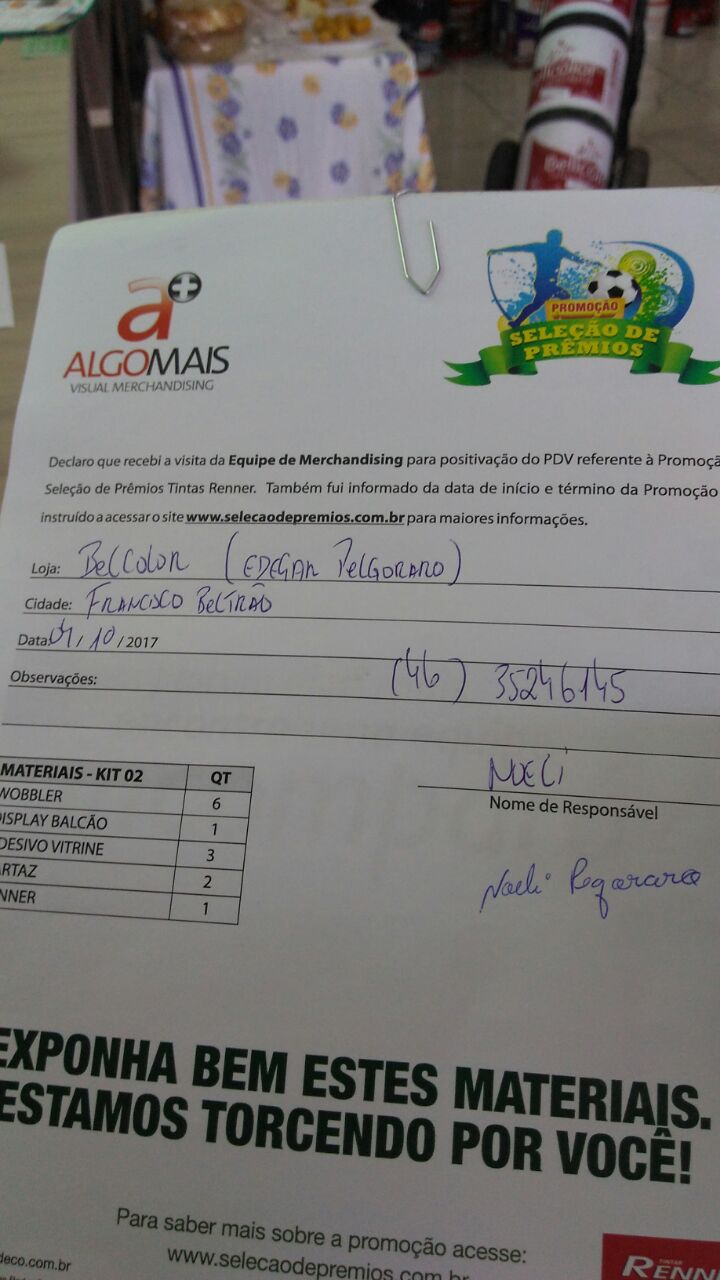 a+
ALGOMAIS
VISUAL MERCHANDISING
PROMOÇÃO
SELEÇÃO DE
PRÊMIOS
Declaro que recebi a visita da Equipe de Merchandising para positivação do PDV referente à Promoçã
Seleção de Prêmios Tintas Renner. Também fui informado da data de início e término da Promoção
instruído a acessar o site www.selecaodepremios.com.br para maiores informações.
Loja: BELCOLOR (EDEGAR PELGORARO)
Cidade: FRANCISCO BELTRÃO
Data: 04 / 10 / 2017
Observações: (46) 35246145
MATERIAIS - KIT 02 QT
WOBBLER 6
DISPLAY BALCÃO 1
DESIVO VITRINE 3
ARTAZ 2
NNER 1
NOELI
Nome de Responsável
Noeli
EXPONHA BEM ESTES MATERIAIS.
ESTAMOS TORCENDO POR VOCÊ!
Para saber mais sobre a promoção acesse:
www.selecaodepremios.com.br
deco.com.br
TINTAS
RENN